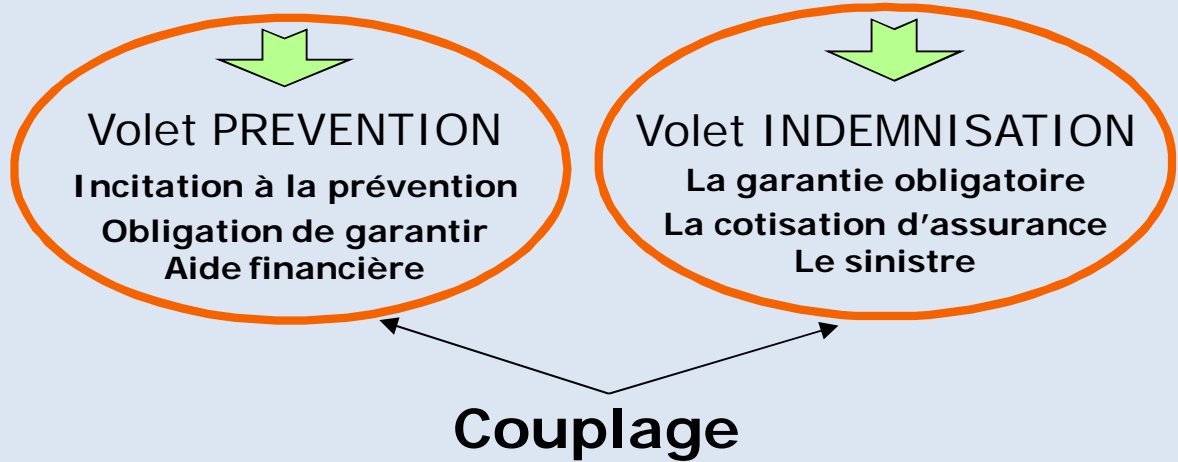 Volet PREVENTION
Incitation à la prévention
Obligation de garantir
Aide financière
Volet INDEMNISATION
La garantie obligatoire
La cotisation d’assurance
Le sinistre
Couplage